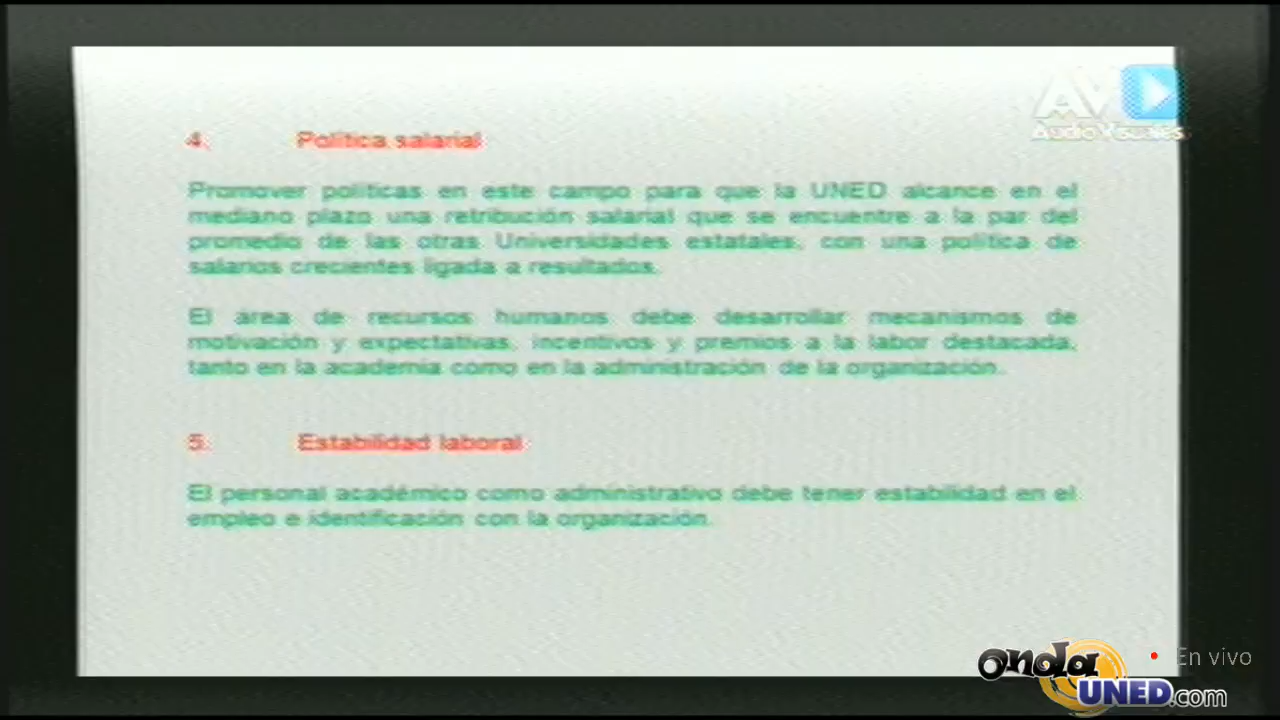 AV
Audio Visuales
4. Política salarial
Promover políticas en este campo para que la UNED alcance en el
mediano plazo una retribución salarial que se encuentre a la par del
promedio de las otras Universidades estatales, con una política de
salarios crecientes ligada a resultados.
El área de recursos humanos debe desarrollar mecanismos de
motivación y expectativas, incentivos y premios a la labor destacada,
tanto en la academia como en la administración de la organización.
5. Estabilidad laboral
El personal académico como administrativo debe tener estabilidad en el
empleo e identificación con la organización.
En vivo
onda
UNED.com